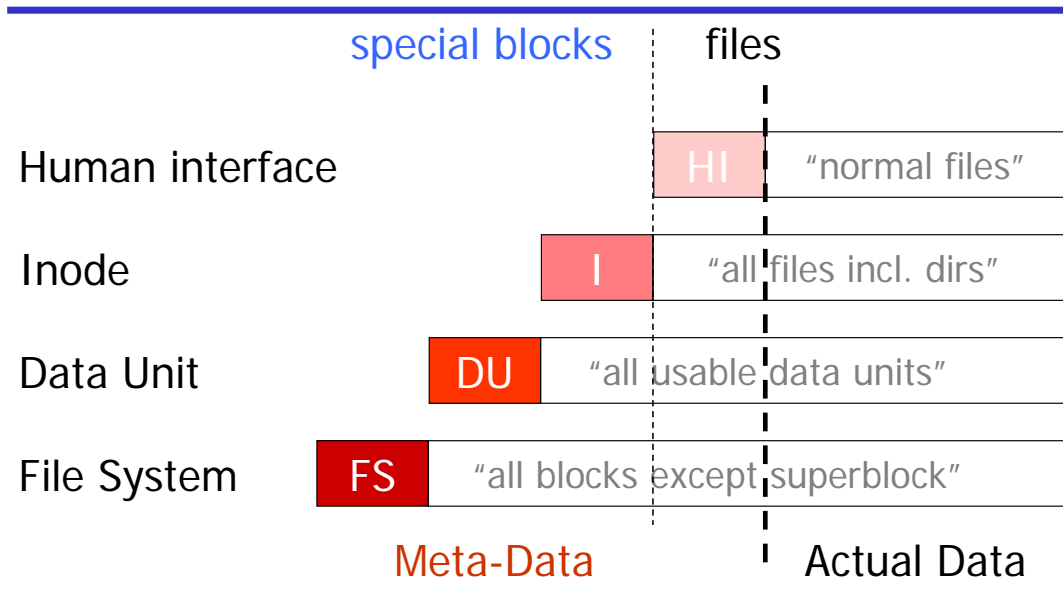 special blocks files
Human interface HI “normal files”
Inode I “all files incl. dirs”
Data Unit DU “all usable data units”
File System FS “all blocks except superblock”
Meta-Data Actual Data